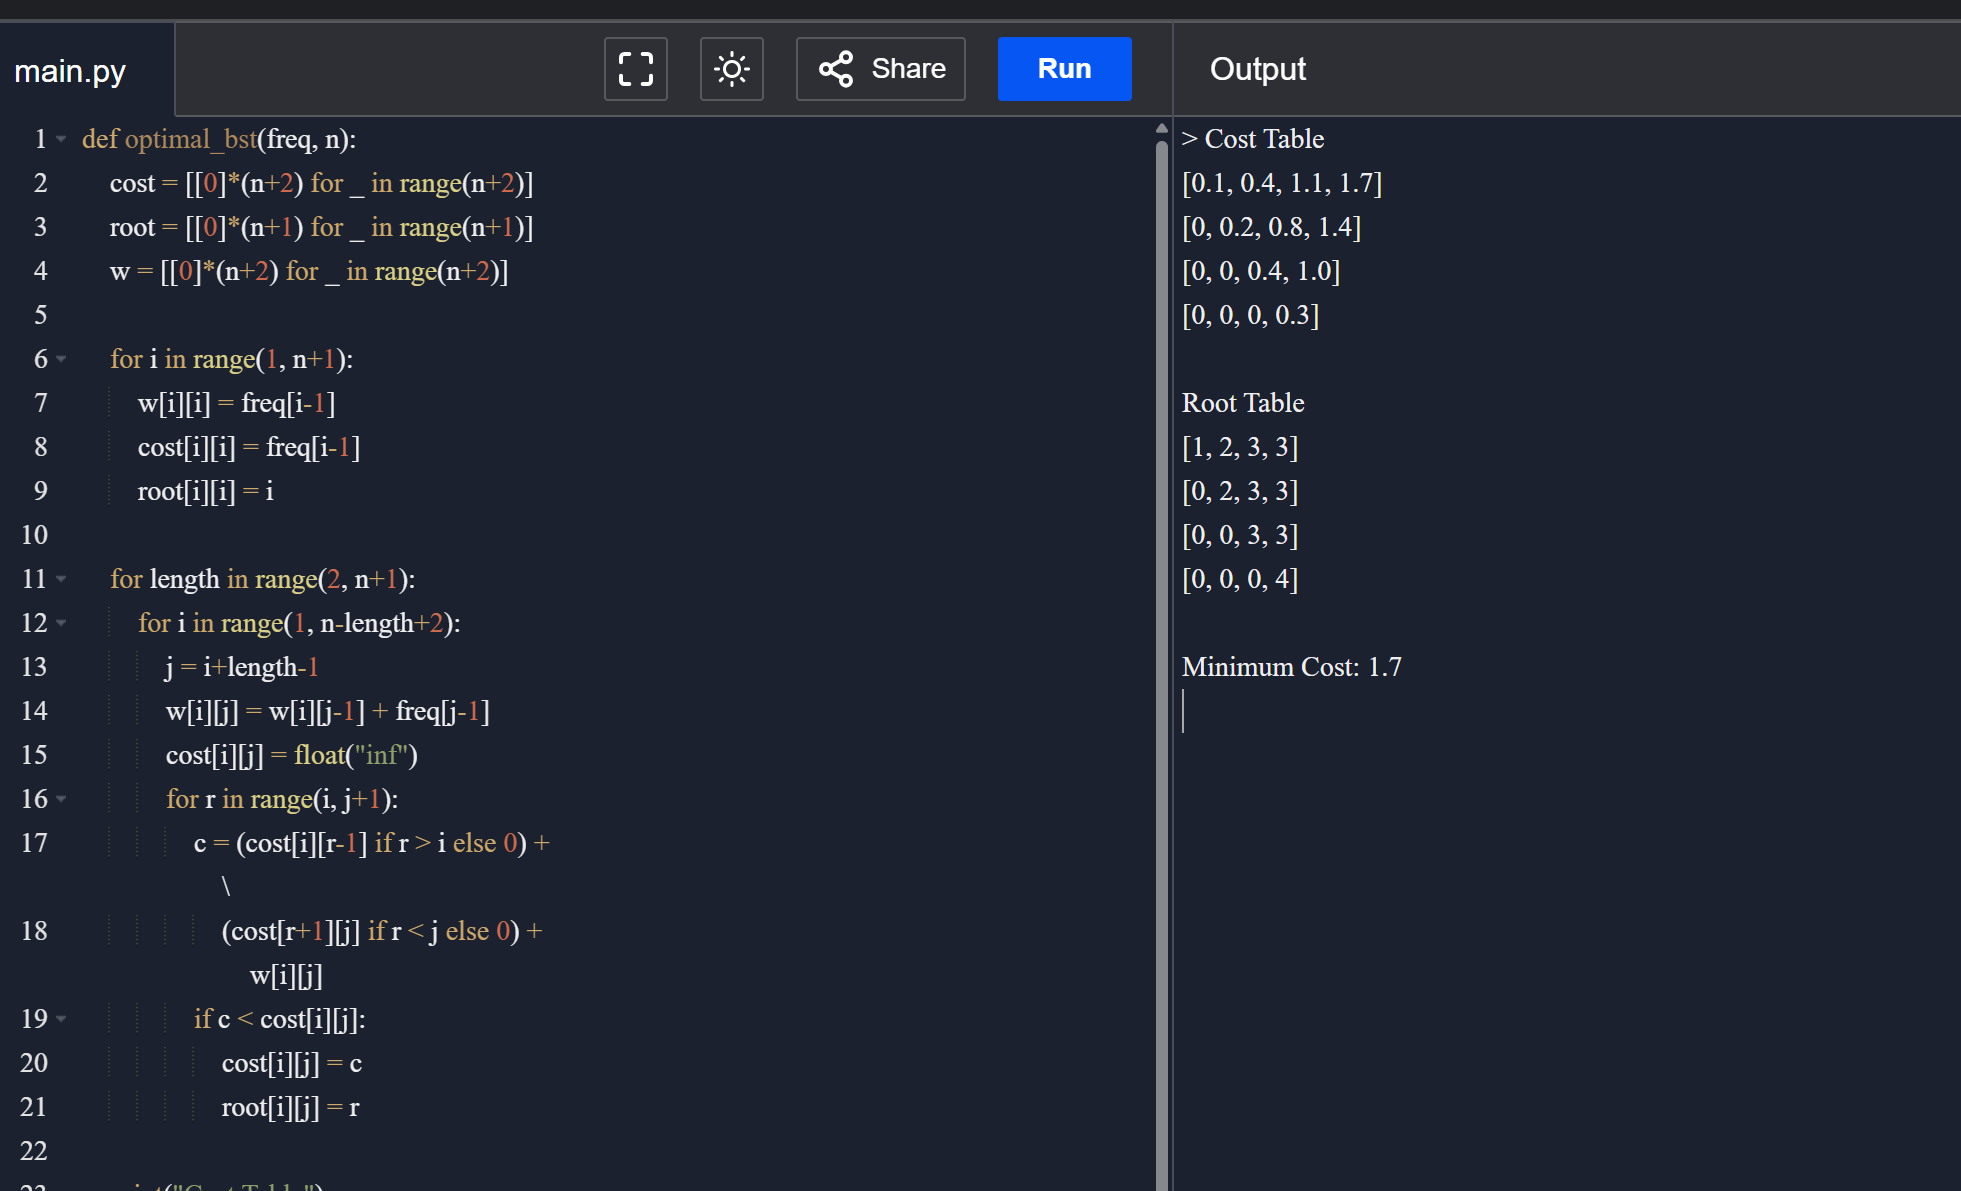 main.py
Share
Run
Output
1 def optimal_bst(freq, n):
2 cost = [[0]*(n+2) for _ in range(n+2)]
3 root = [[0]*(n+1) for _ in range(n+1)]
4 w = [[0]*(n+2) for _ in range(n+2)]
5
6 for i in range(1, n+1):
7 w[i][i] = freq[i-1]
8 cost[i][i] = freq[i-1]
9 root[i][i] = i
10
11 for length in range(2, n+1):
12 for i in range(1, n-length+2):
13 j = i+length-1
14 w[i][j] = w[i][j-1] + freq[j-1]
15 cost[i][j] = float("inf")
16 for r in range(i, j+1):
17 c = (cost[i][r-1] if r > i else 0) +
\
18 (cost[r+1][j] if r < j else 0) +
w[i][j]
19 if c < cost[i][j]:
20 cost[i][j] = c
21 root[i][j] = r
22
> Cost Table
[0.1, 0.4, 1.1, 1.7]
[0, 0.2, 0.8, 1.4]
[0, 0, 0.4, 1.0]
[0, 0, 0, 0.3]
Root Table
[1, 2, 3, 3]
[0, 2, 3, 3]
[0, 0, 3, 3]
[0, 0, 0, 4]
Minimum Cost: 1.7